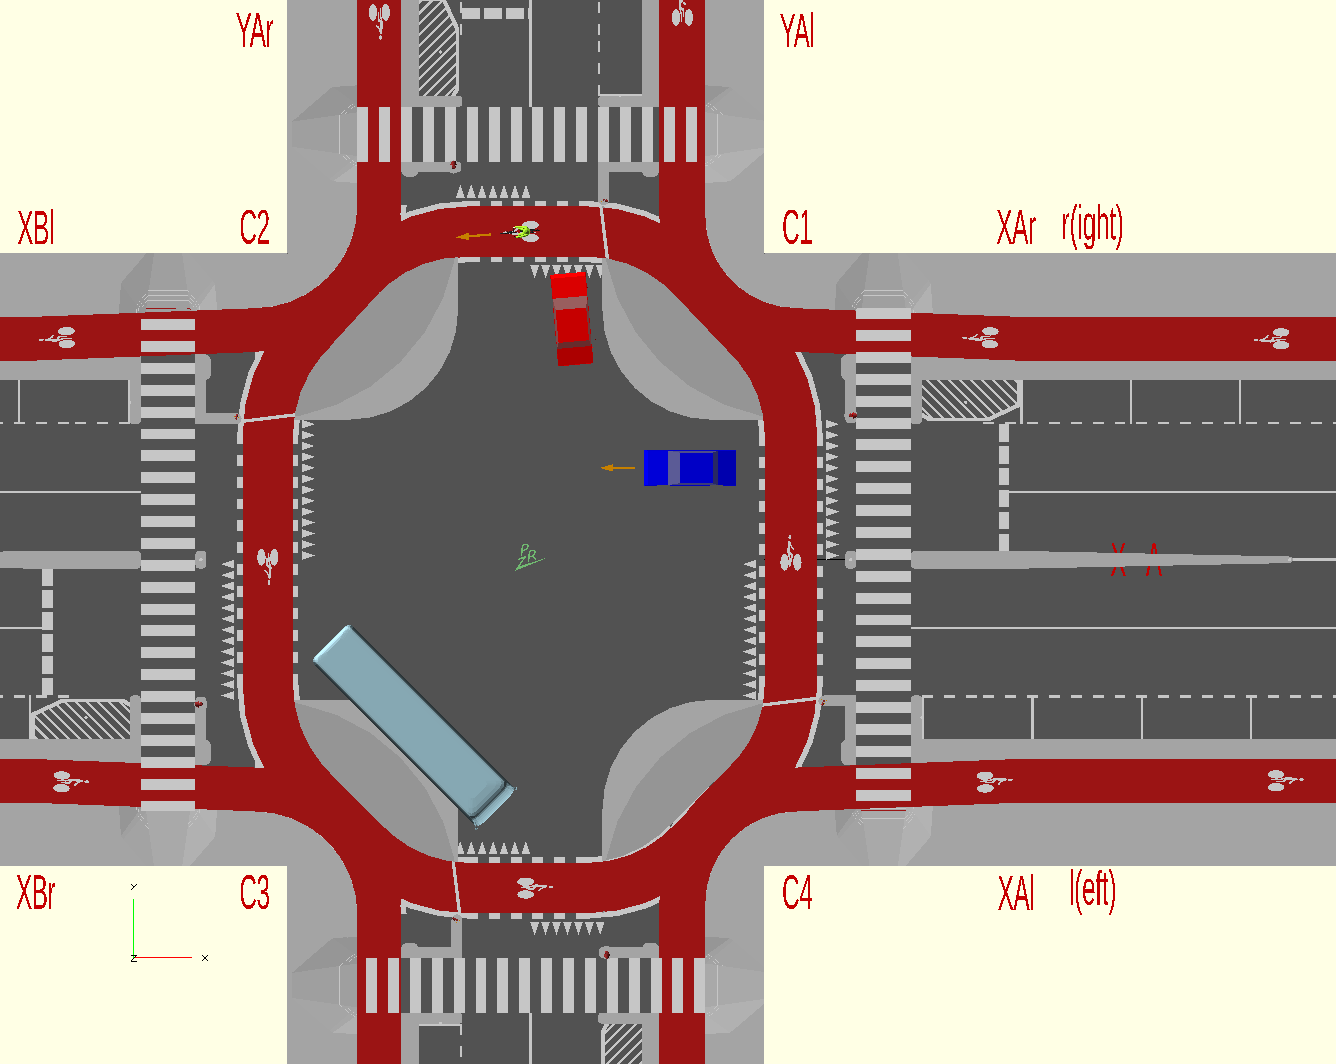 YAr YAl
XBl C2 C1 XAr r(ight)
PR
X A
XBr C3 C4 XAl l(eft)
Y
Z X